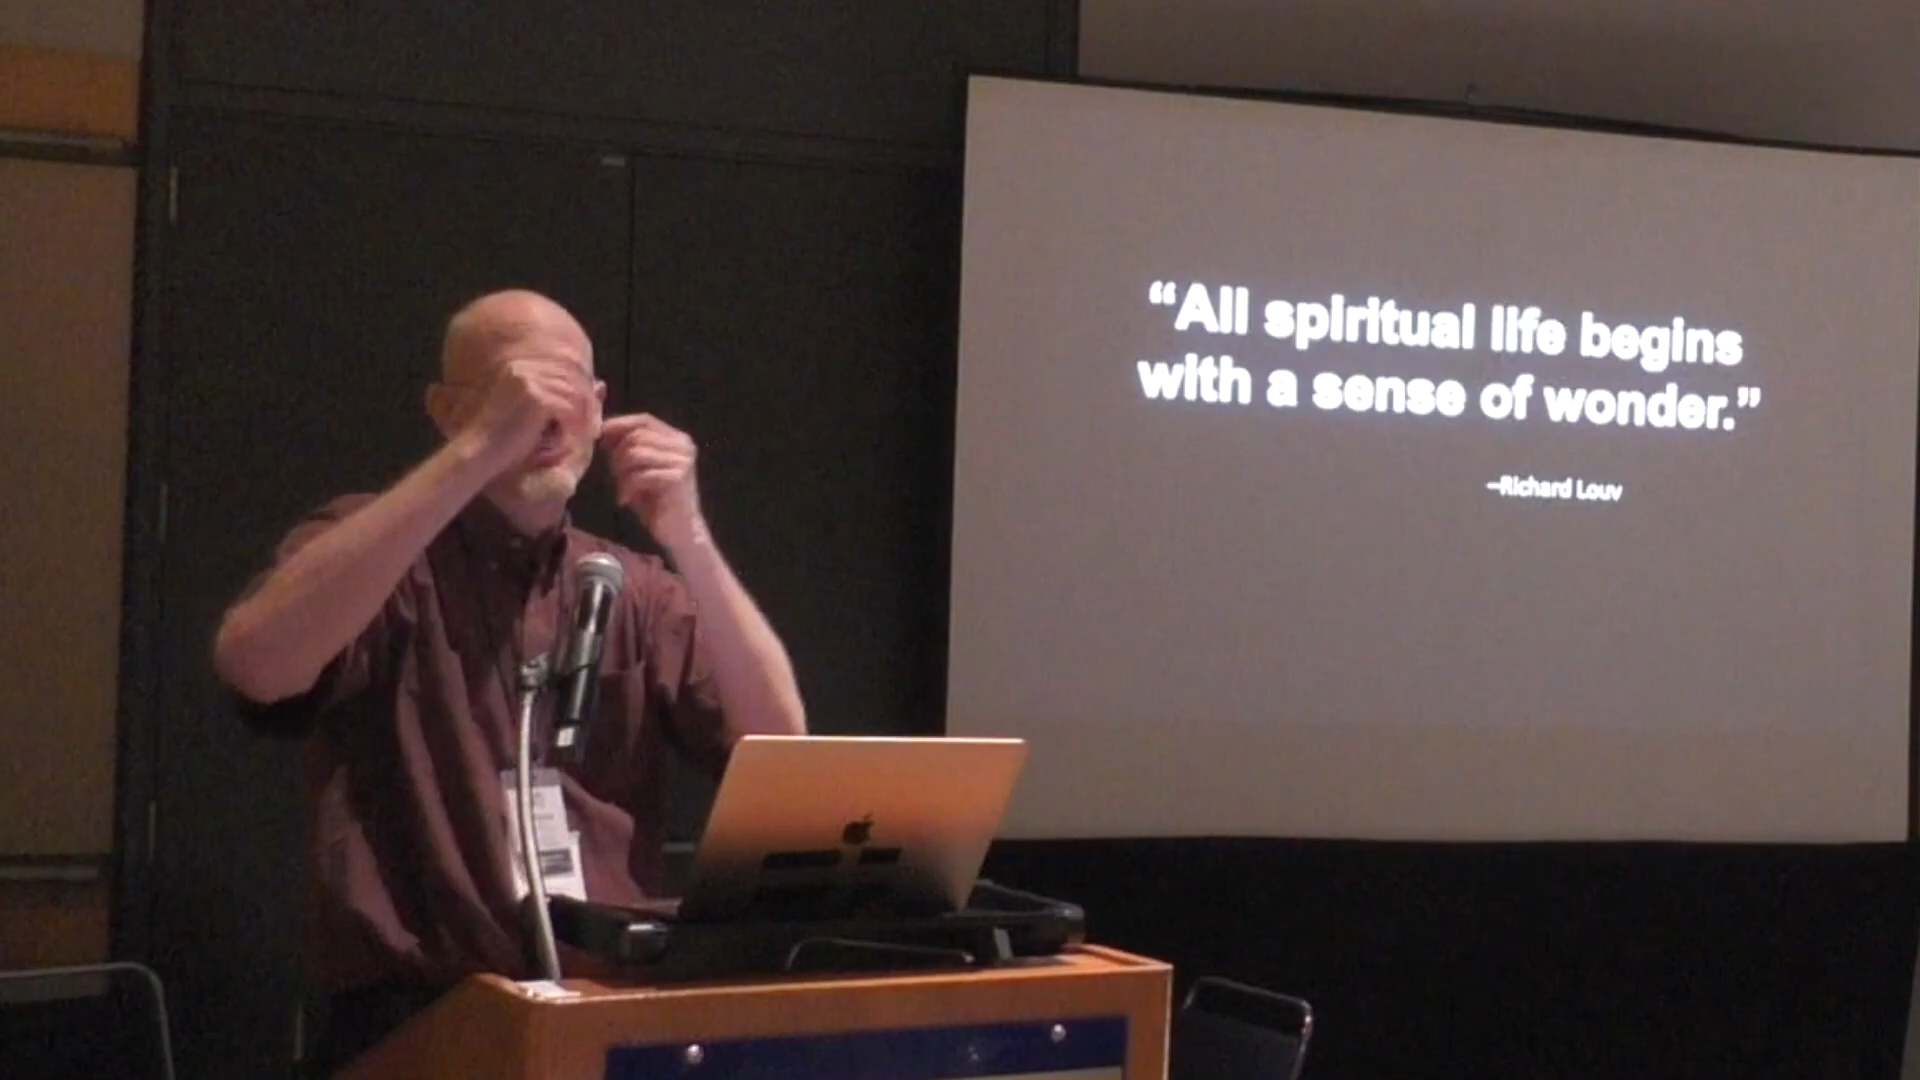 “All spiritual life begins
with a sense of wonder.”
–Richard Louv